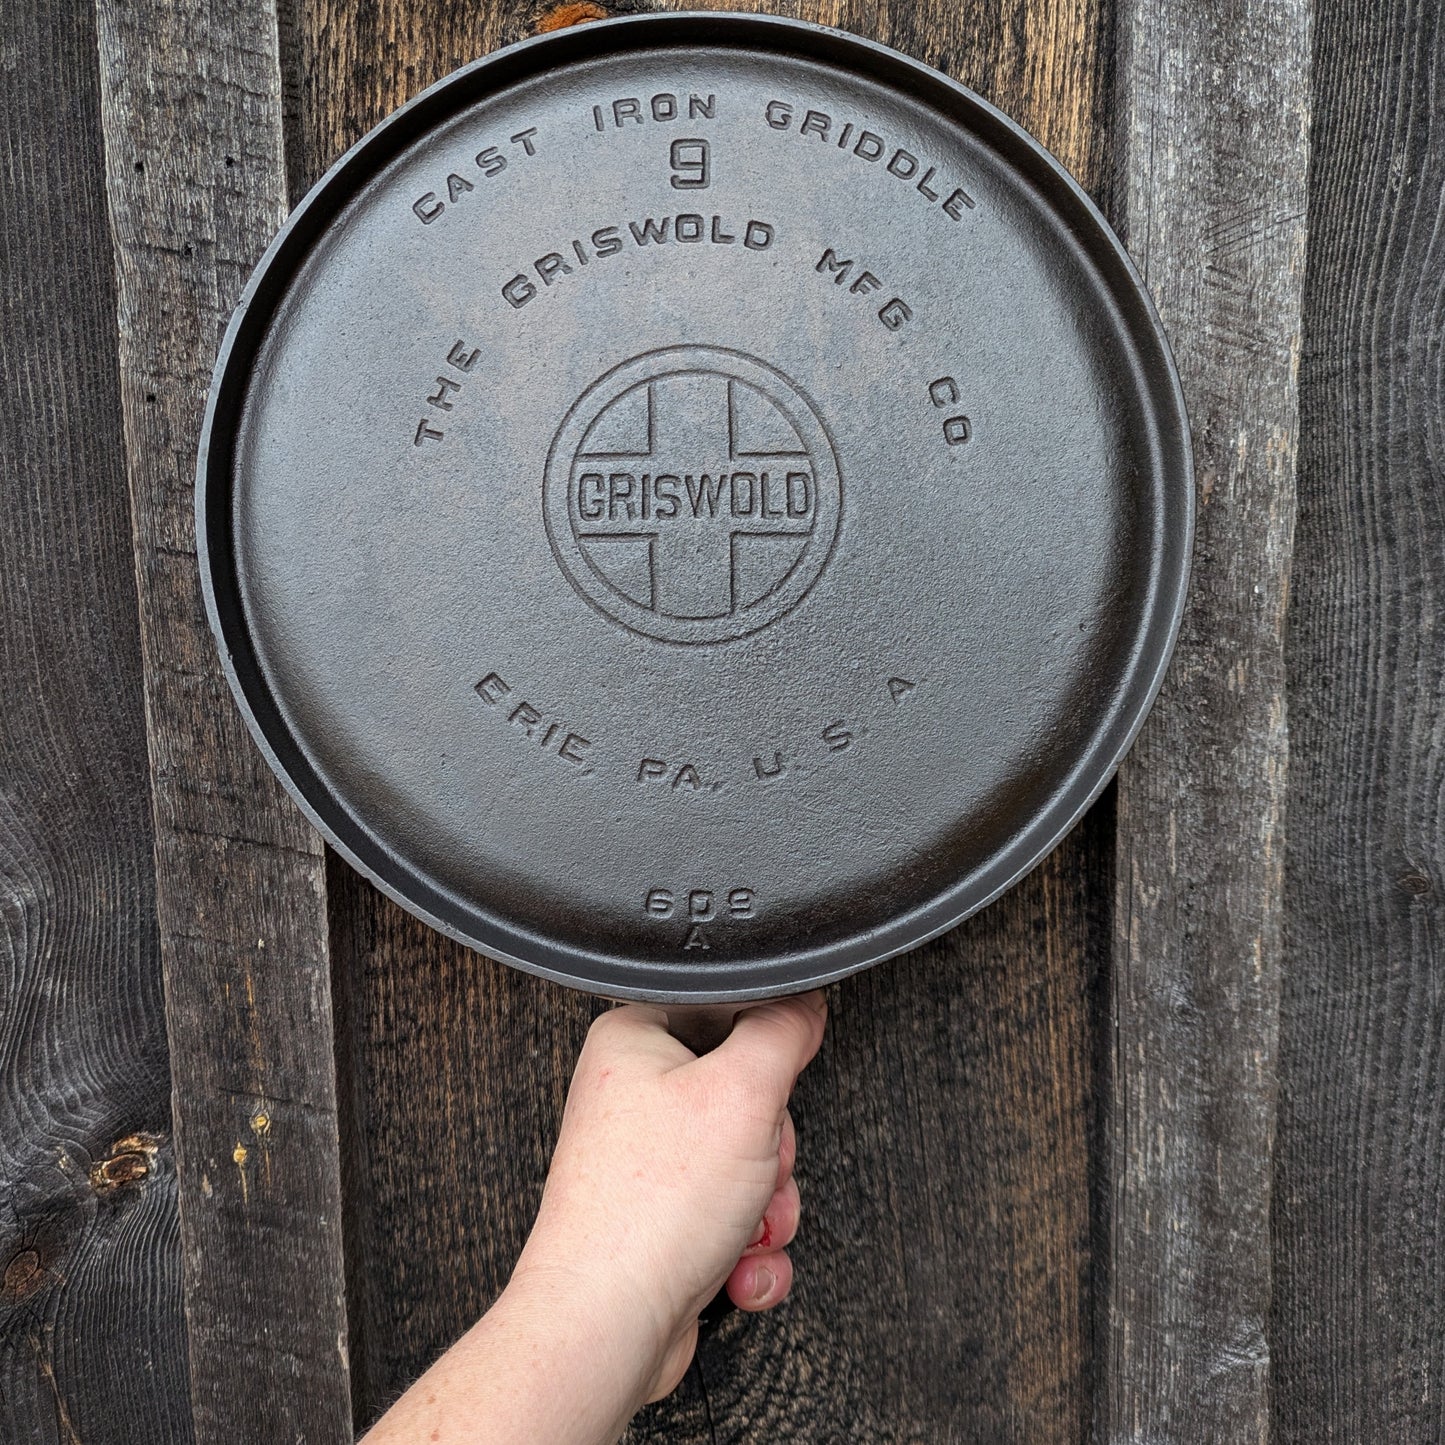 CAST IRON GRIDDLE
9
THE GRISWOLD MFG CO
GRISWOLD
ERIE PA, U.S.A
609
A